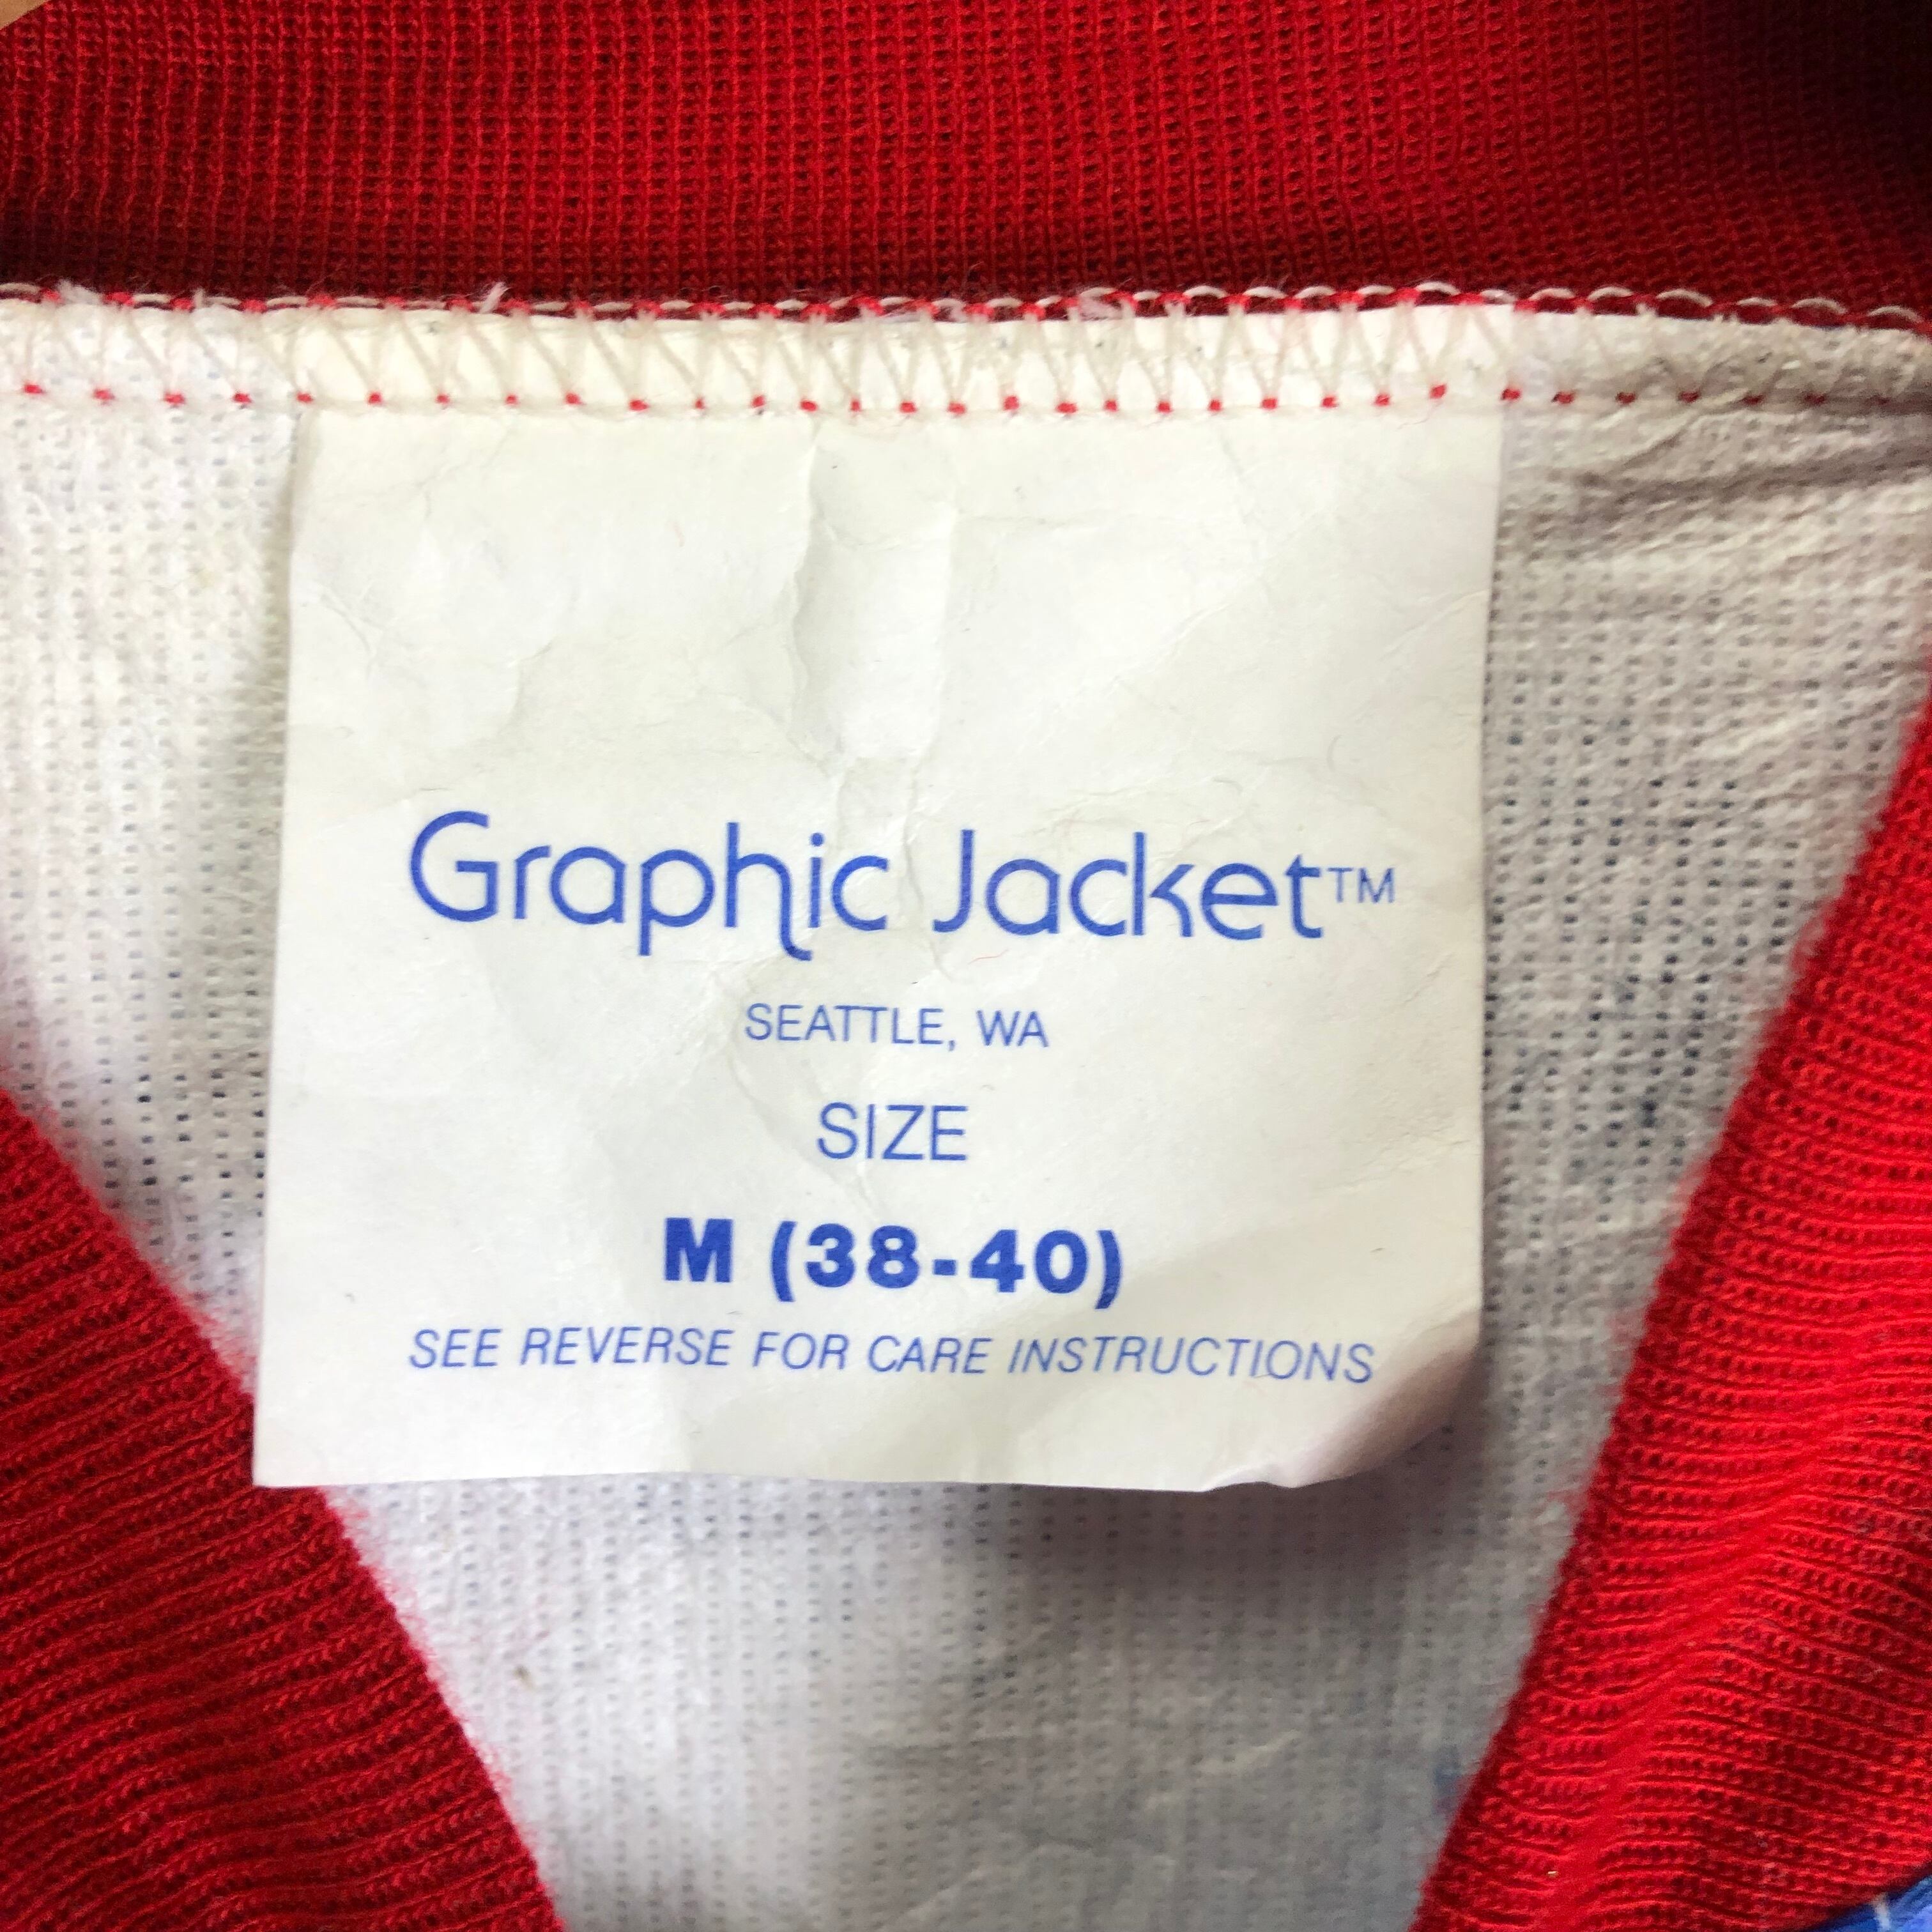 Graphic Jacket™
SEATTLE, WA
SIZE
M (38-40)
SEE REVERSE FOR CARE INSTRUCTIONS